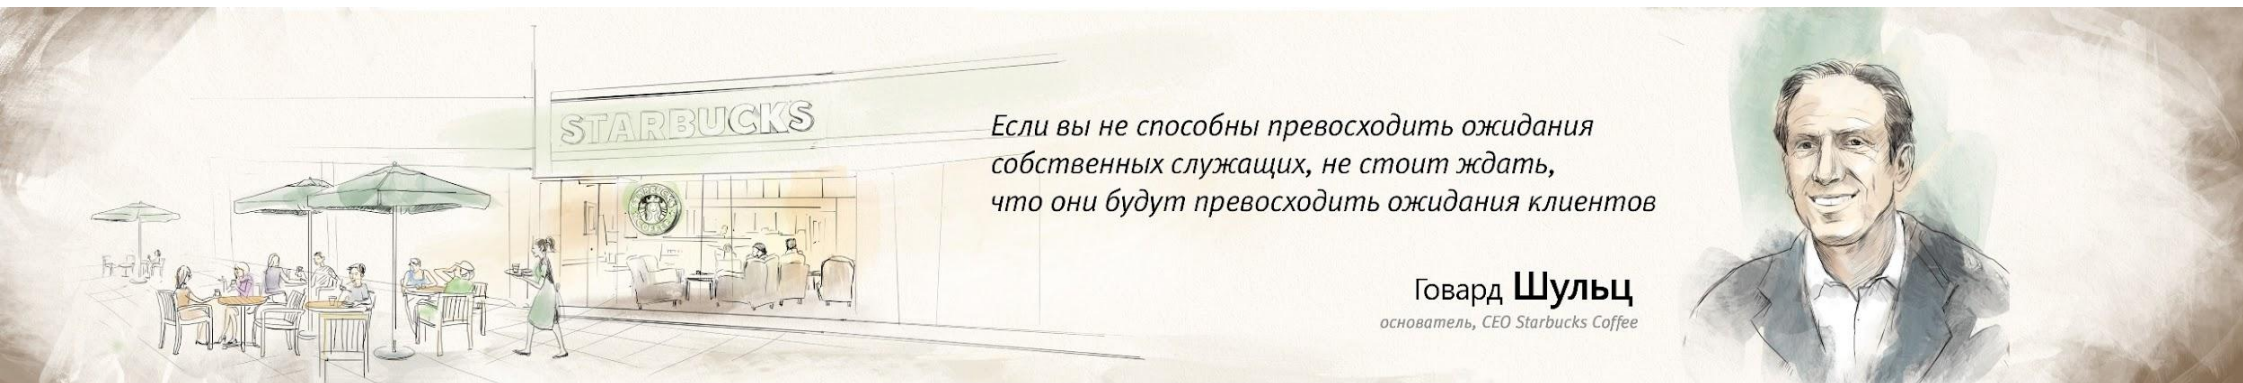 STARBUCKS
Если вы не способны превосходить ожидания
собственных служащих, не стоит ждать,
что они будут превосходить ожидания клиентов
Говард Шульц
основатель, CEO Starbucks Coffee